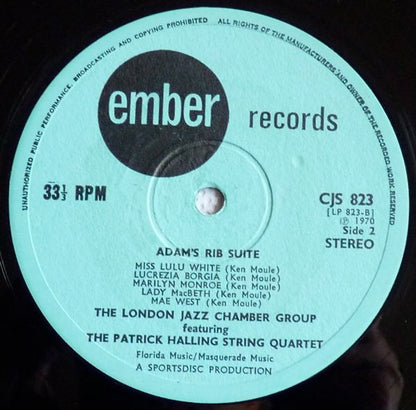 UNAUTHORIZED PUBLIC PERFORMANCE, BROADCASTING AND COPYING PROHIBITED
ALL RIGHTS OF THE MANUFACTURERS AND OWNER OF THE RECORDED WORK RESERVED
ember records
33⅓ RPM
CJS 823
[LP 823-B]
℗ 1970
Side 2
STEREO
ADAM'S RIB SUITE
MISS LULU WHITE (Ken Moule)
LUCREZIA BORGIA (Ken Moule)
MARILYN MONROE (Ken Moule)
LADY MacBETH (Ken Moule)
MAE WEST (Ken Moule)
THE LONDON JAZZ CHAMBER GROUP
featuring
THE PATRICK HALLING STRING QUARTET
Florida Music/Masquerade Music
A SPORTSDISC PRODUCTION